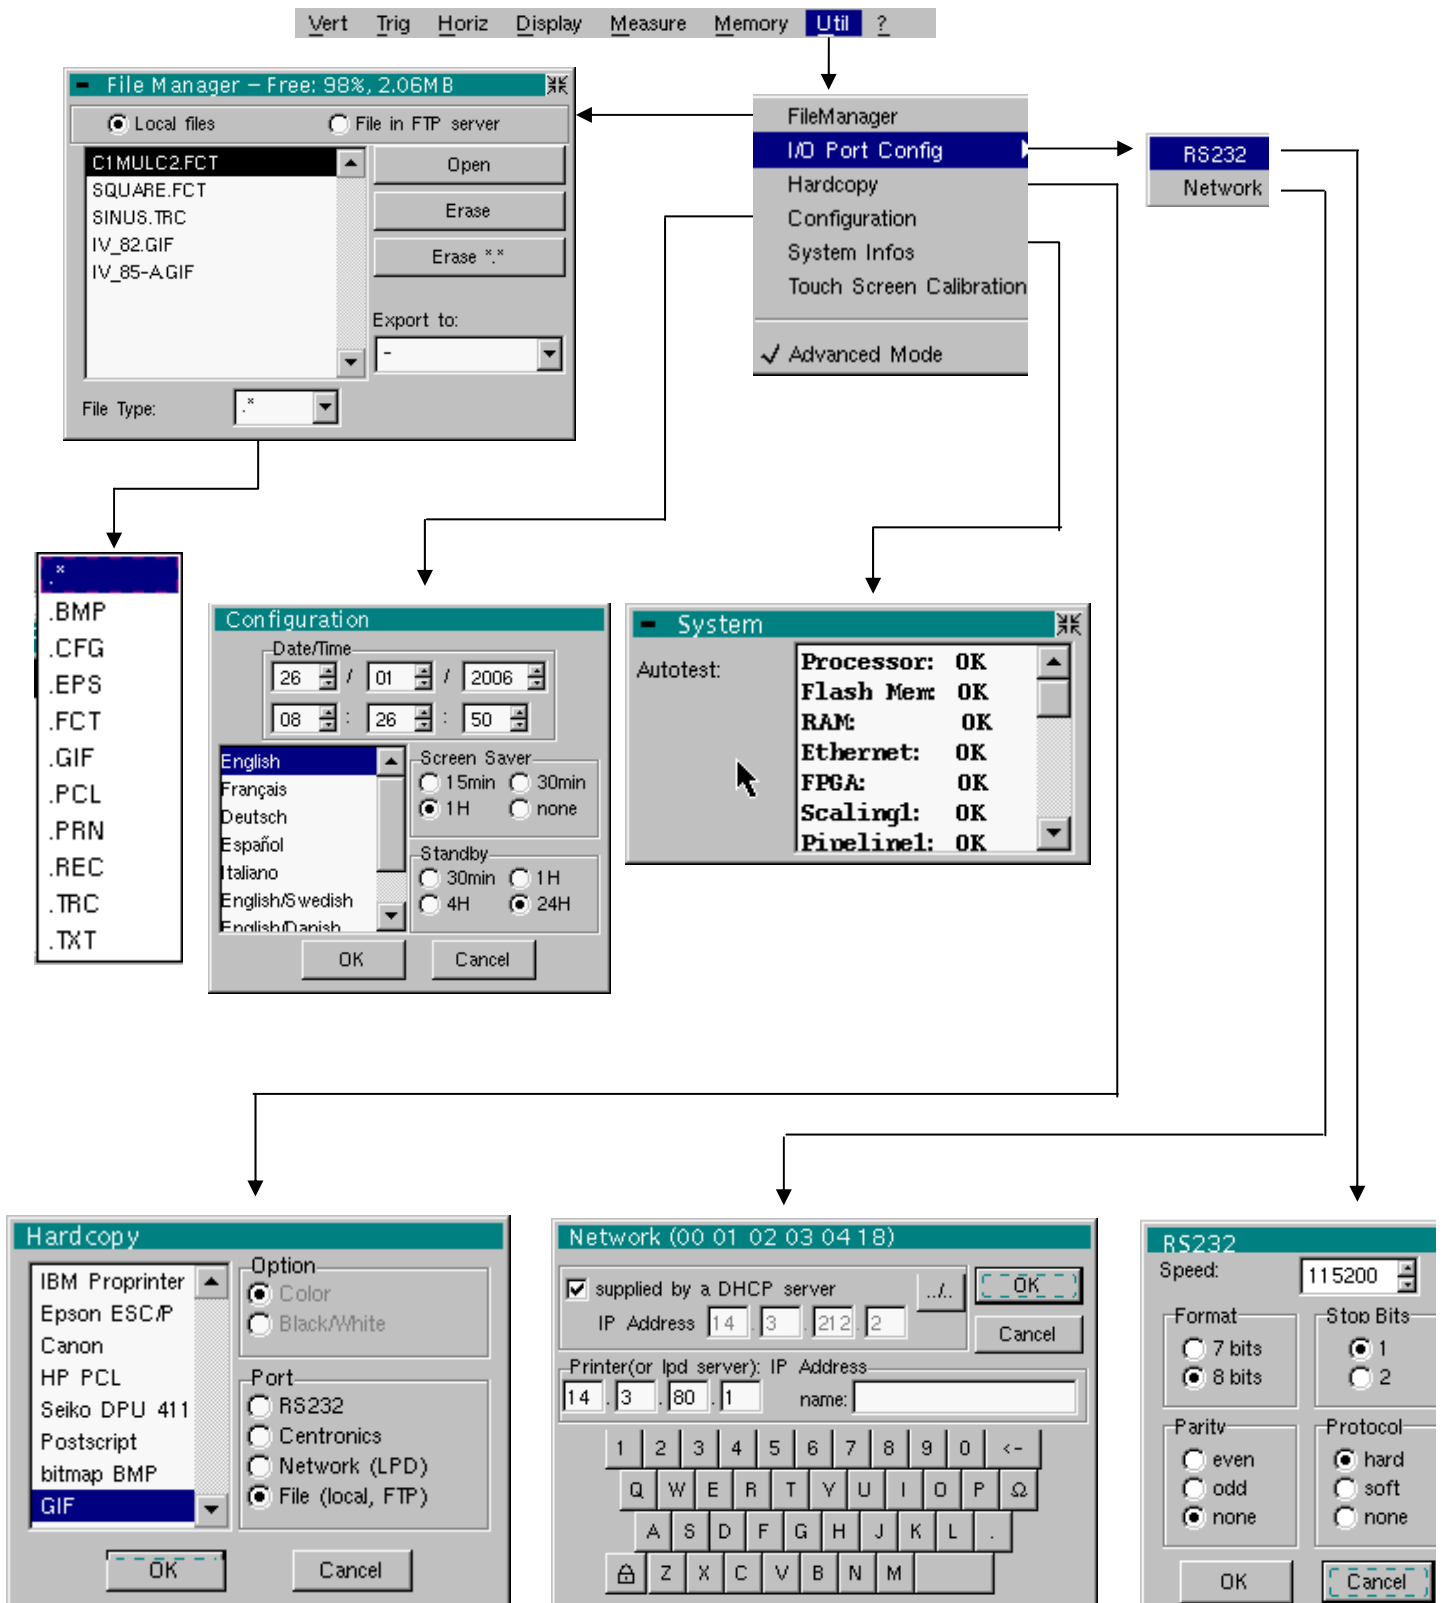 Vert Trig Horiz Display Measure Memory Util ?
File Manager – Free: 98%, 2.06MB
Local files File in FTP server
C1MULC2.FCT
SQUARE.FCT
SINUS.TRC
IV_82.GIF
IV_85-A.GIF
Open
Erase
Erase *.*
Export to:
-
File Type: .*
FileManager
I/O Port Config
Hardcopy
Configuration
System Infos
Touch Screen Calibration
✓ Advanced Mode
RS232
Network
.*
.BMP
.CFG
.EPS
.FCT
.GIF
.PCL
.PRN
.REC
.TRC
.TXT
Configuration
Date/Time
26 / 01 / 2006
08 : 26 : 50
English
Français
Deutsch
Español
Italiano
English/Swedish
English/Danish
Screen Saver
15min 30min
1H none
Standby
30min 1H
4H 24H
OK Cancel
System
Autotest:
Processor: OK
Flash Mem: OK
RAM: OK
Ethernet: OK
FPGA: OK
Scaling1: OK
Pipeline1: OK
Hardcopy
IBM Proprinter
Epson ESC/P
Canon
HP PCL
Seiko DPU 411
Postscript
bitmap BMP
GIF
Option
Color
Black/White
Port
RS232
Centronics
Network (LPD)
File (local, FTP)
OK Cancel
Network (00 01 02 03 04 18)
supplied by a DHCP server ../..
IP Address 14 . 3 . 212 . 2
OK
Cancel
Printer(or lpd server): IP Address
14 . 3 . 80 . 1 name:
1 2 3 4 5 6 7 8 9 0 <-
Q W E R T Y U I O P Ω
A S D F G H J K L .
Z X C V B N M
RS232
Speed: 115200
Format
7 bits
8 bits
Stop Bits
1
2
Parity
even
odd
none
Protocol
hard
soft
none
OK Cancel